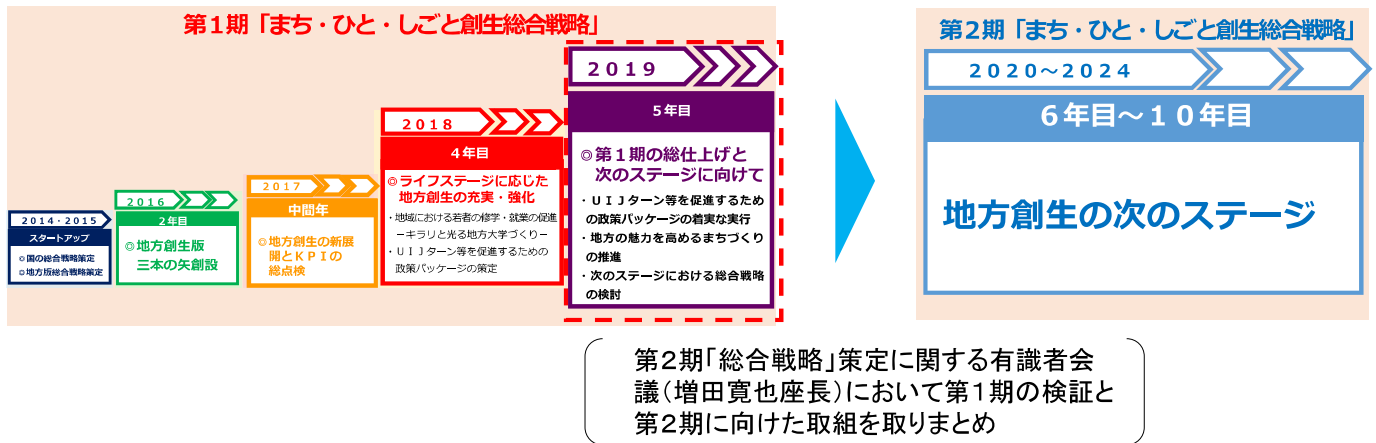 第１期「まち・ひと・しごと創生総合戦略」
２０１４・２０１５
スタートアップ
◎国の総合戦略策定
◎地方版総合戦略策定
２０１６
２年目
◎地方創生版
三本の矢創設
２０１７
中間年
◎地方創生の新展
開とＫＰＩの
総点検
２０１８
４年目
◎ライフステージに応じた
地方創生の充実・強化
・地域における若者の修学・就業の促進
－キラリと光る地方大学づくり－
・ＵＩＪターン等を促進するための
政策パッケージの策定
２０１９
５年目
◎第１期の総仕上げと
次のステージに向けて
・ＵＩＪターン等を促進するため
の政策パッケージの着実な実行
・地方の魅力を高めるまちづくり
の推進
・次のステージにおける総合戦略
の検討
第２期「まち・ひと・しごと創生総合戦略」
２０２０～２０２４
６年目～１０年目
地方創生の次のステージ
第２期「総合戦略」策定に関する有識者会
議（増田寛也座長）において第１期の検証と
第２期に向けた取組を取りまとめ